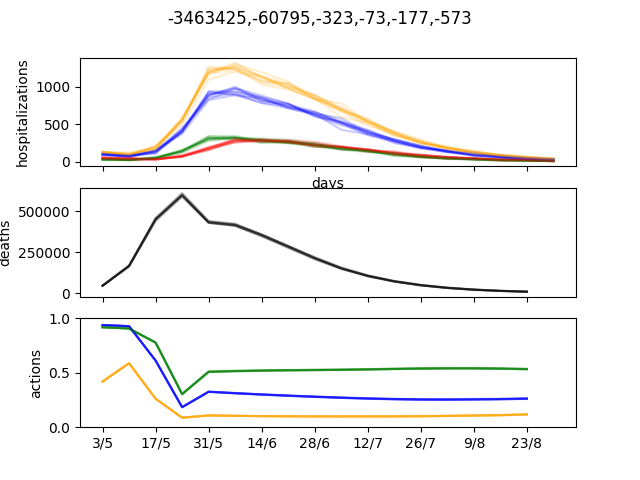 -3463425,-60795,-323,-73,-177,-573
hospitalizations
1000
500
0
days
deaths
500000
250000
0
actions
1.0
0.5
0.0
3/5 17/5 31/5 14/6 28/6 12/7 26/7 9/8 23/8